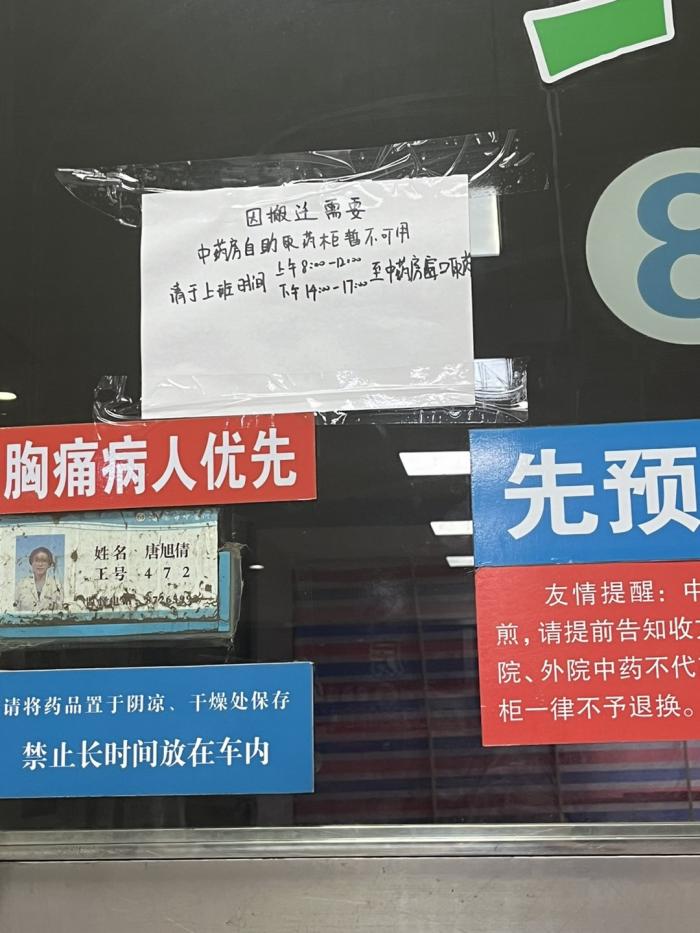 因搬迁需要
中药房自助取药柜暂不可用
请于上班时间 上午8:00-12:00 至中药房窗口取药
下午14:00-17:00
8
胸痛病人优先
姓名 唐旭倩
工号 472
先预
友情提醒：中
煎，请提前告知收
院、外院中药不代
柜一律不予退换。
请将药品置于阴凉、干燥处保存
禁止长时间放在车内